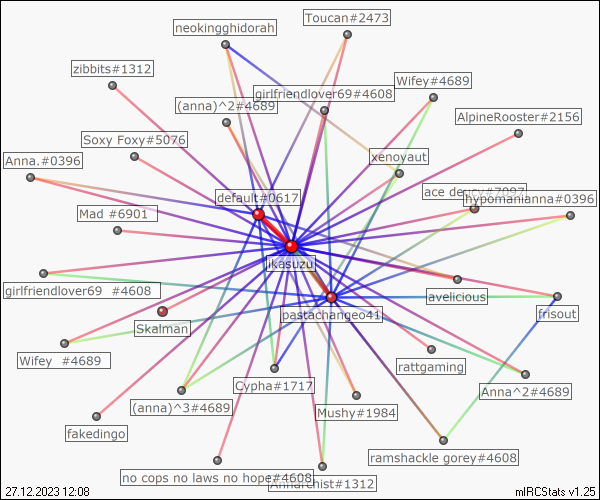 Toucan#2473
neokingghidorah
zibbits#1312
Wifey#4689
girlfriendlover69#4608
(anna)^2#4689
AlpineRooster#2156
Soxy Foxy#5076
xenoyaut
Anna.#0396
ace deucy#7097
default#0617
hypomanianna#0396
Mad #6901
ikasuzu
girlfriendlover69 #4608
avelicious
pastachangeo41
frisout
Skalman
Wifey #4689
rattgaming
Cypha#1717
Anna^2#4689
(anna)^3#4689
Mushy#1984
fakedingo
ramshackle gorey#4608
no cops no laws no hope#4608
#1312
27.12.2023 12:08
mIRCStats v1.25